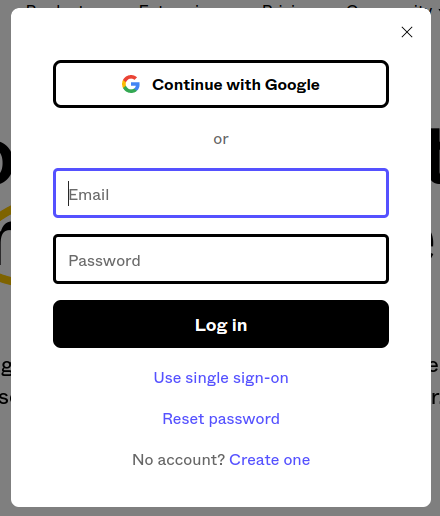 Continue with Google
or
Email
Password
Log in
Use single sign-on
Reset password
No account? Create one